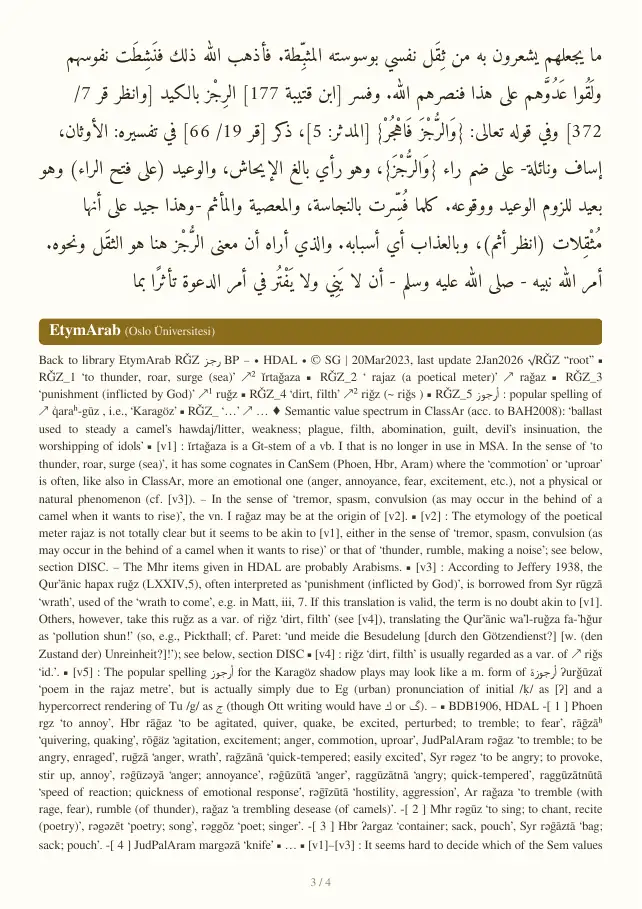 ما يجعلهم يشعرون به من ثِقَل نفسي بوسوسته المثبِّطة. فأذهب الله ذلك فنَشِطَت نفوسهم
ولَقُوا عَدُوَّهم على هذا فنصرهم الله. وفسر [ابن قتيبة 177] الرِجْز بالكيد [وانظر قر 7/
372] وفي قوله تعالى: {وَالرُّجْزَ فَاهْجُرْ} [المدثر: 5]، ذكر [قر 19/ 66] في تفسيره: الأوثان،
إساف ونائلة- على ضم راء {وَالرُّجْزَ}، وهو رأي بالغ الإيحاش، والوعيد (على فتح الراء) وهو
بعيد للزوم الوعيد ووقوعه. كلما فُسِّرت بالنجاسة، والمعصية والمأثم -وهذا جيد على أنها
مُثْقِلات (انظر أثم)، وبالعذاب أي أسبابه. والذي أراه أن معنى الرُّجْز هنا هو الثقَل ونحوه.
أمر الله نبيه - صلى الله عليه وسلم - أن لا يَنِي ولا يَفْتُر في أمر الدعوة تأثرًا بما
EtymArab (Oslo Üniversitesi)
Back to library EtymArab RǦZ رجز BP – • HDAL • © SG | 20Mar2023, last update 2Jan2026 √RǦZ “root” ▪
RǦZ_1 ‘to thunder, roar, surge (sea)’ ↗² ĭrtaǧaza ▪ RǦZ_2 ‘ rajaz (a poetical meter)’ ↗ raǧaz ▪ RǦZ_3
‘punishment (inflicted by God)’ ↗¹ ruǧz ▪ RǦZ_4 ‘dirt, filth’ ↗² riǧz (~ riǧs ) ▪ RǦZ_5 أرجوز : popular spelling of
↗ q̇araʰ-gūz , i.e., ‘Karagöz’ ▪ RǦZ_ ‘…’ ↗ … ♦ Semantic value spectrum in ClassAr (acc. to BAH2008): ‘ballast
used to steady a camel’s hawdaj/litter, weakness; plague, filth, abomination, guilt, devil’s insinuation, the
worshipping of idols’ ▪ [v1] : ĭrtaǧaza is a Gt-stem of a vb. I that is no longer in use in MSA. In the sense of ‘to
thunder, roar, surge (sea)’, it has some cognates in CanSem (Phoen, Hbr, Aram) where the ‘commotion’ or ‘uproar’
is often, like also in ClassAr, more an emotional one (anger, annoyance, fear, excitement, etc.), not a physical or
natural phenomenon (cf. [v3]). – In the sense of ‘tremor, spasm, convulsion (as may occur in the behind of a
camel when it wants to rise)’, the vn. I raǧaz may be at the origin of [v2]. ▪ [v2] : The etymology of the poetical
meter rajaz is not totally clear but it seems to be akin to [v1], either in the sense of ‘tremor, spasm, convulsion (as
may occur in the behind of a camel when it wants to rise)’ or that of ‘thunder, rumble, making a noise’; see below,
section DISC. – The Mhr items given in HDAL are probably Arabisms. ▪ [v3] : According to Jeffery 1938, the
Qurʾānic hapax ruǧz (LXXIV,5), often interpreted as ‘punishment (inflicted by God)’, is borrowed from Syr rūgzā
‘wrath’, used of the ‘wrath to come’, e.g. in Matt, iii, 7. If this translation is valid, the term is no doubt akin to [v1].
Others, however, take this ruǧz as a var. of riǧz ‘dirt, filth’ (see [v4]), translating the Qurʾānic wa’l-ruǧza fa-’hǧur
as ‘pollution shun!’ (so, e.g., Pickthall; cf. Paret: ‘und meide die Besudelung [durch den Götzendienst?] [w. (den
Zustand der) Unreinheit?]!’); see below, section DISC ▪ [v4] : riǧz ‘dirt, filth’ is usually regarded as var. of ↗ riǧs
‘id.’. ▪ [v5] : The popular spelling أرجوز for the Karagöz shadow plays may look like a m. form of أرجوزة ʔurǧūzaẗ
‘poem in the rajaz metre’, but is actually simply due to Eg (urban) pronunciation of initial /ḳ/ as [ʔ] and a
hypercorrect rendering of Tu /g/ as ج (though Ott writing would have ك or گ). – ▪ BDB1906, HDAL -[ 1 ] Phoen
rgz ‘to annoy’, Hbr rāḡaz ‘to be agitated, quiver, quake, be excited, perturbed; to tremble; to fear’, rāḡzāʰ
‘quivering, quaking’, rōḡäz ‘agitation, excitement; anger, commotion, uproar’, JudPalAram rəḡaz ‘to tremble; to be
angry, enraged’, ruḡzā ‘anger, wrath’, raḡzānā ‘quick-tempered; easily excited’, Syr rəgez ‘to be angry; to provoke,
stir up, annoy’, rəḡūzəyā ‘anger; annoyance’, rəḡūzūtā ‘anger’, raggūzātnā ‘angry; quick-tempered’, raggūzātnūtā
‘speed of reaction; quickness of emotional response’, rəḡīzūtā ‘hostility, aggression’, Ar raǧaza ‘to tremble (with
rage, fear), rumble (of thunder), raǧaz ‘a trembling desease (of camels)’. -[ 2 ] Mhr rəgūz ‘to sing; to chant, recite
(poetry)’, rəgəzēt ‘poetry; song’, rəggōz ‘poet; singer’. -[ 3 ] Hbr ʔargaz ‘container; sack, pouch’, Syr rəḡāztā ‘bag;
sack; pouch’. -[ 4 ] JudPalAram margəzā ‘knife’ ▪ … ▪ [v1]–[v3] : It seems hard to decide which of the Sem values
3 / 4